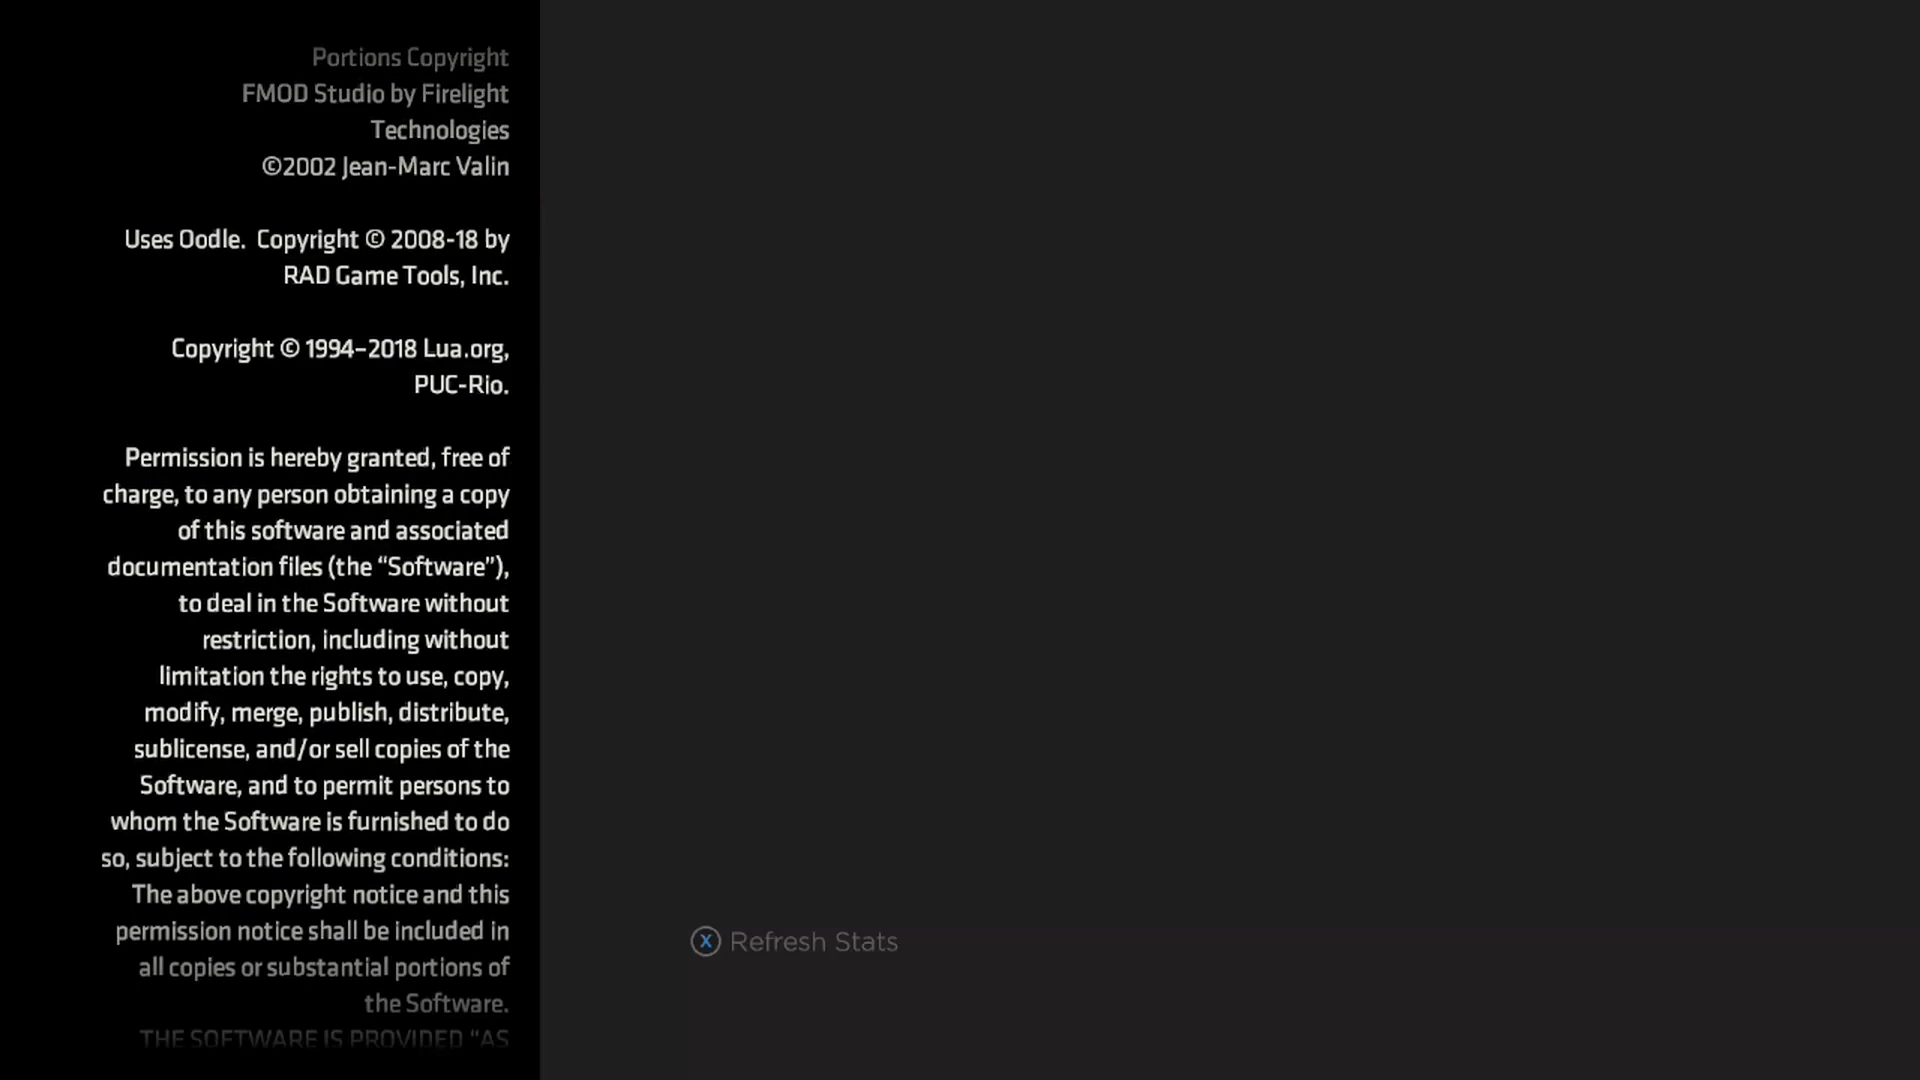 Portions Copyright
FMOD Studio by Firelight
Technologies
©2002 Jean-Marc Valin
Uses Oodle.  Copyright © 2008-18 by
RAD Game Tools, Inc.
Copyright © 1994–2018 Lua.org,
PUC-Rio.
Permission is hereby granted, free of
charge, to any person obtaining a copy
of this software and associated
documentation files (the “Software”),
to deal in the Software without
restriction, including without
limitation the rights to use, copy,
modify, merge, publish, distribute,
sublicense, and/or sell copies of the
Software, and to permit persons to
whom the Software is furnished to do
so, subject to the following conditions:
The above copyright notice and this
permission notice shall be included in
all copies or substantial portions of
the Software.
THE SOFTWARE IS PROVIDED “AS
X Refresh Stats